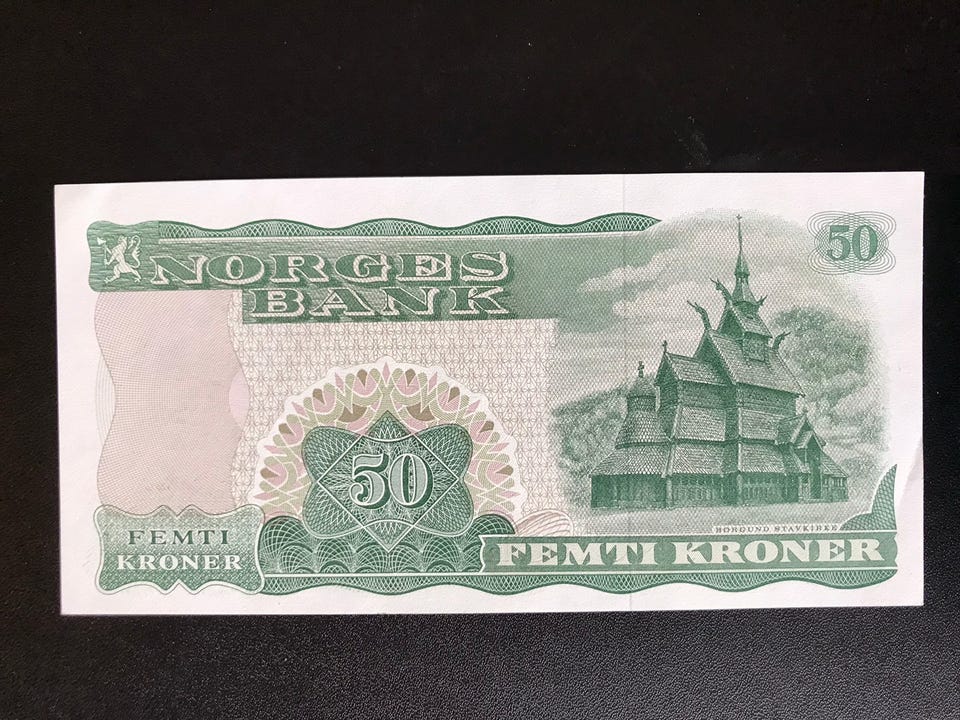 NORGES
BANK
50
50
BORGUND STAVKIRKE
FEMTI
KRONER
FEMTI KRONER